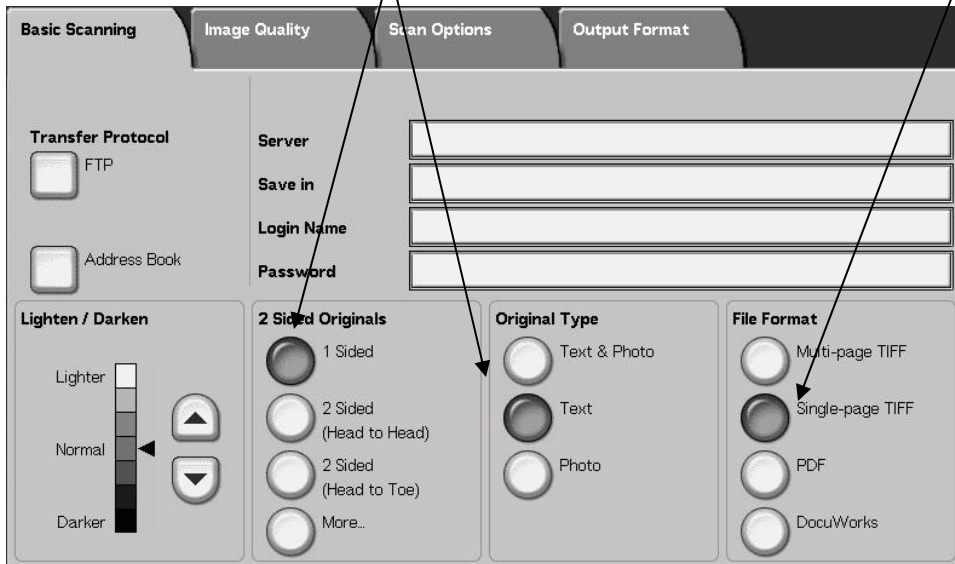 Basic Scanning
Image Quality
Scan Options
Output Format
Transfer Protocol
FTP
Address Book
Server
Save in
Login Name
Password
Lighten / Darken
Lighter
Normal
Darker
2 Sided Originals
1 Sided
2 Sided
(Head to Head)
2 Sided
(Head to Toe)
More...
Original Type
Text & Photo
Text
Photo
File Format
Multi-page TIFF
Single-page TIFF
PDF
DocuWorks